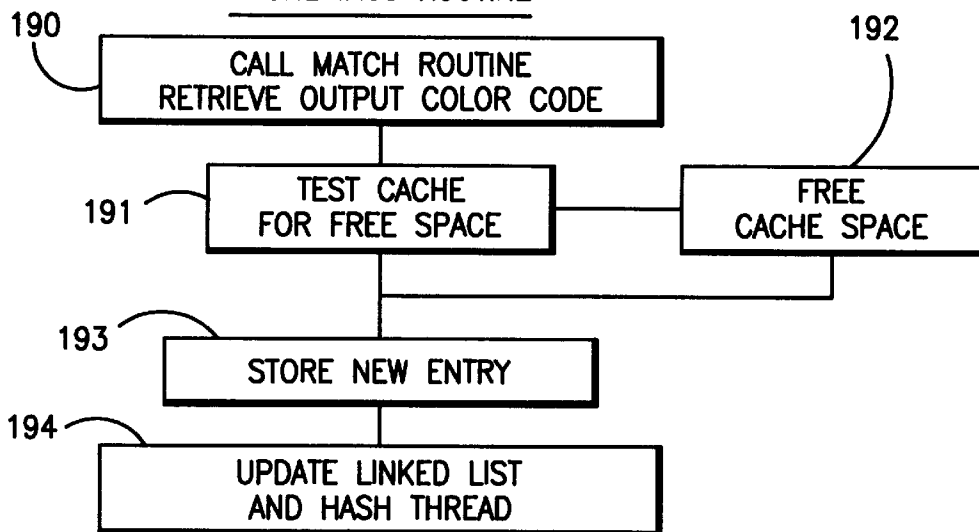 ROUTINE
190
CALL MATCH ROUTINE
RETRIEVE OUTPUT COLOR CODE
192
191
TEST CACHE
FOR FREE SPACE
FREE
CACHE SPACE
193
STORE NEW ENTRY
194
UPDATE LINKED LIST
AND HASH THREAD